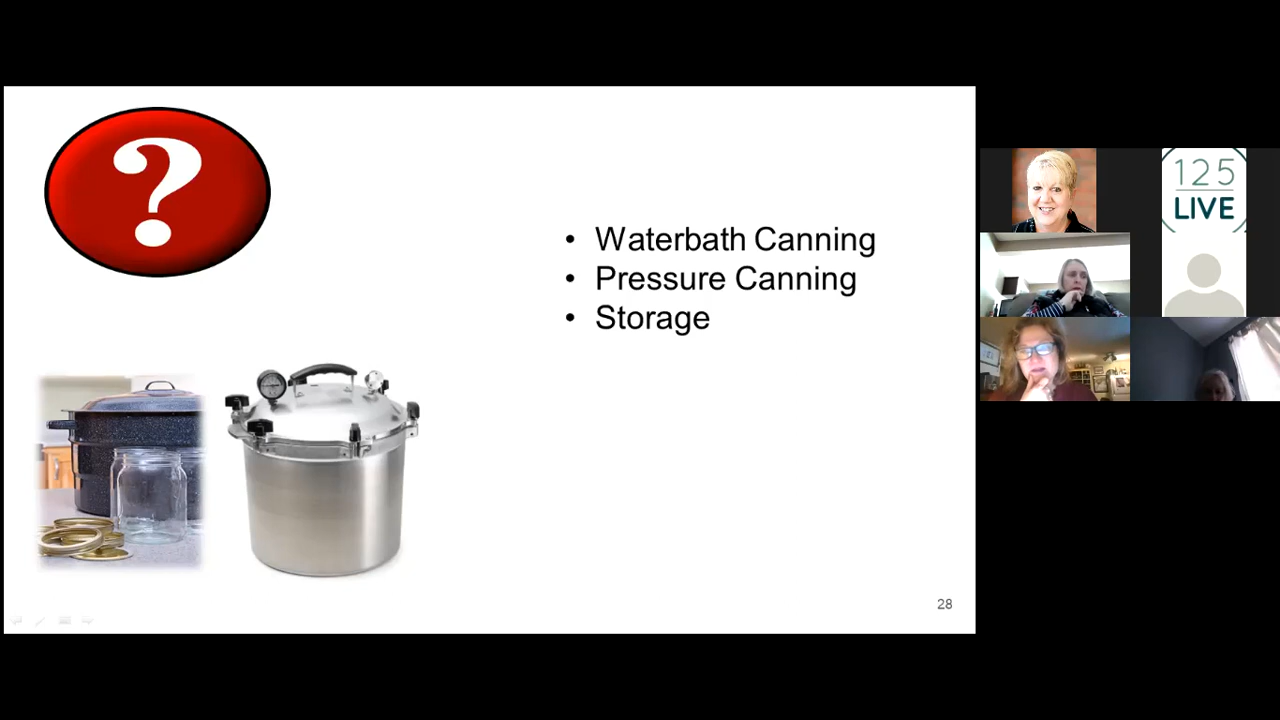 ?
• Waterbath Canning
• Pressure Canning
• Storage
28
125
LIVE